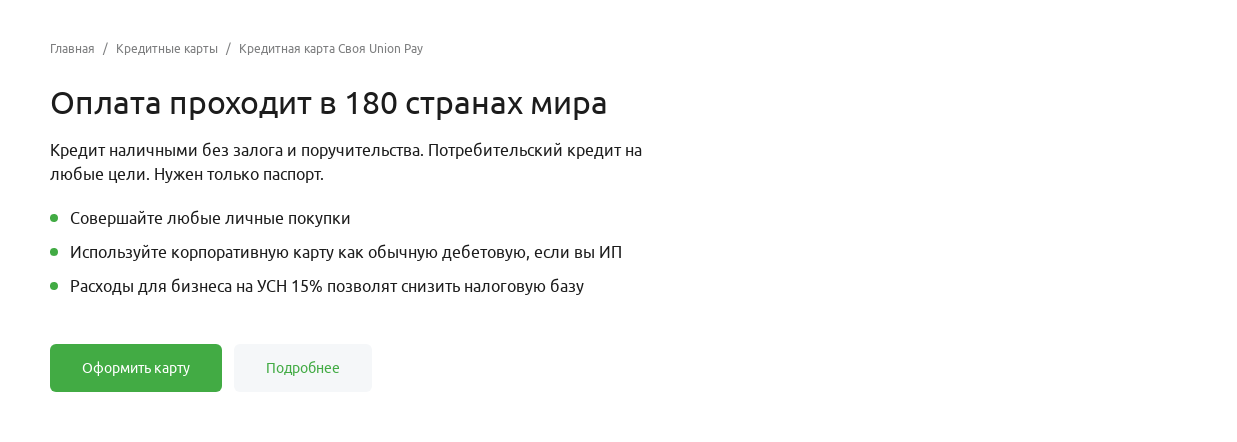 Главная / Кредитные карты / Кредитная карта Своя Union Pay
Оплата проходит в 180 странах мира
Кредит наличными без залога и поручительства. Потребительский кредит на
любые цели. Нужен только паспорт.
Совершайте любые личные покупки
Используйте корпоративную карту как обычную дебетовую, если вы ИП
Расходы для бизнеса на УСН 15% позволят снизить налоговую базу
Оформить карту Подробнее